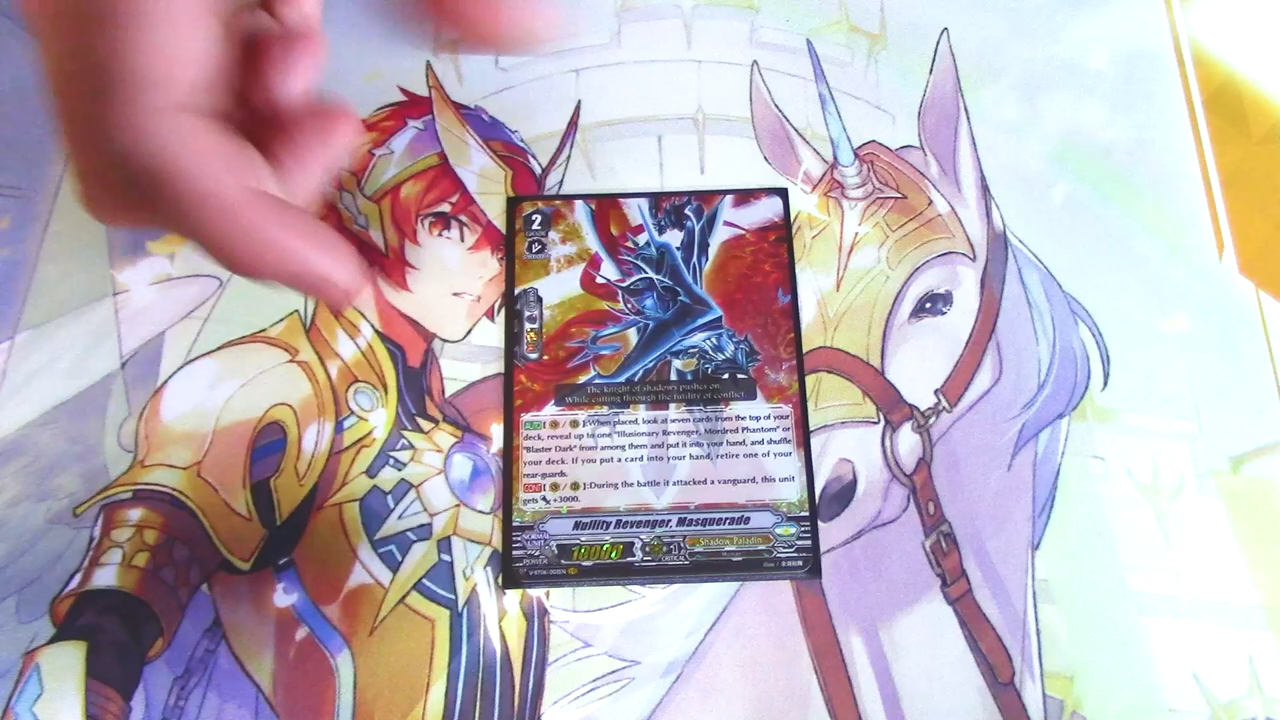 2
The knight of shadows pushes on.
While cutting through the futility of conflict.
AUTO [ / ]:When placed, look at seven cards from the top of your
deck, reveal up to one "Illusionary Revenger, Mordred Phantom" or
"Blaster Dark" from among them and put it into your hand, and shuffle
your deck. If you put a card into your hand, retire one of your
rear-guards.
CONT [ / ]:During the battle it attacked a vanguard, this unit
gets +3000.
Nullity Revenger, Masquerade
NORMAL UNIT
Shadow Paladin
POWER 10000
1 CRITICAL